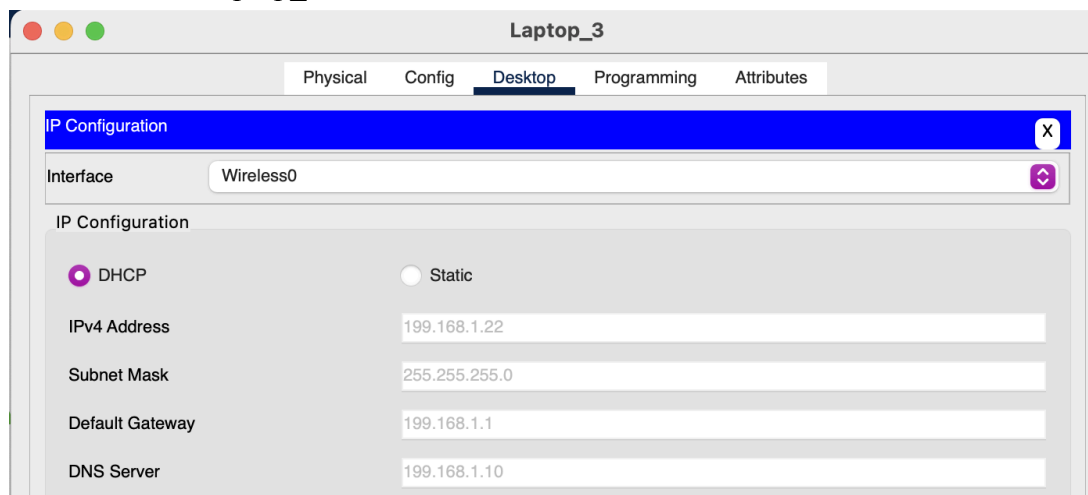 Laptop_3
Physical Config Desktop Programming Attributes
IP Configuration X
Interface Wireless0
IP Configuration
DHCP Static
IPv4 Address 199.168.1.22
Subnet Mask 255.255.255.0
Default Gateway 199.168.1.1
DNS Server 199.168.1.10